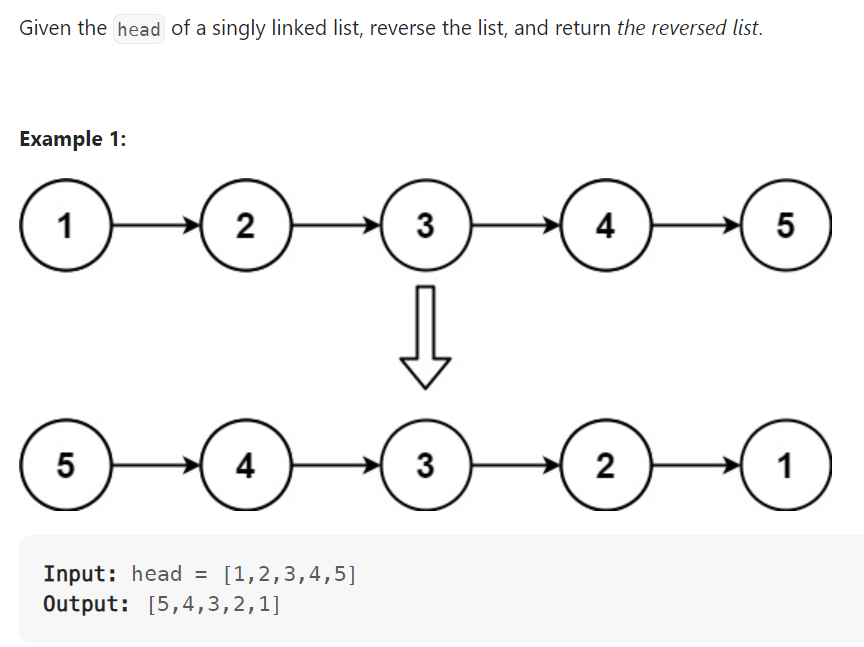 Given the head of a singly linked list, reverse the list, and return the reversed list.
Example 1:
1 2 3 4 5
5 4 3 2 1
Input: head = [1,2,3,4,5]
Output: [5,4,3,2,1]